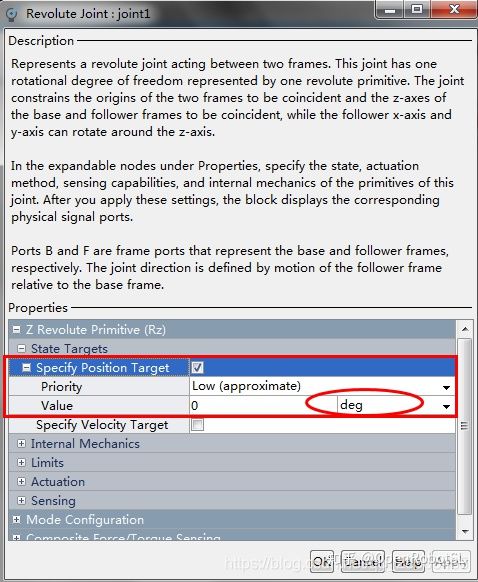 Revolute Joint : joint1
Description
Represents a revolute joint acting between two frames. This joint has one
rotational degree of freedom represented by one revolute primitive. The joint
constrains the origins of the two frames to be coincident and the z-axes of
the base and follower frames to be coincident, while the follower x-axis and
y-axis can rotate around the z-axis.
In the expandable nodes under Properties, specify the state, actuation
method, sensing capabilities, and internal mechanics of the primitives of this
joint. After you apply these settings, the block displays the corresponding
physical signal ports.
Ports B and F are frame ports that represent the base and follower frames,
respectively. The joint direction is defined by motion of the follower frame
relative to the base frame.
Properties
Z Revolute Primitive (Rz)
State Targets
Specify Position Target
Priority Low (approximate)
Value 0 deg
Specify Velocity Target
Internal Mechanics
Limits
Actuation
Sensing
Mode Configuration
Composite Force/Torque Sensing
OK Cancel Help Apply